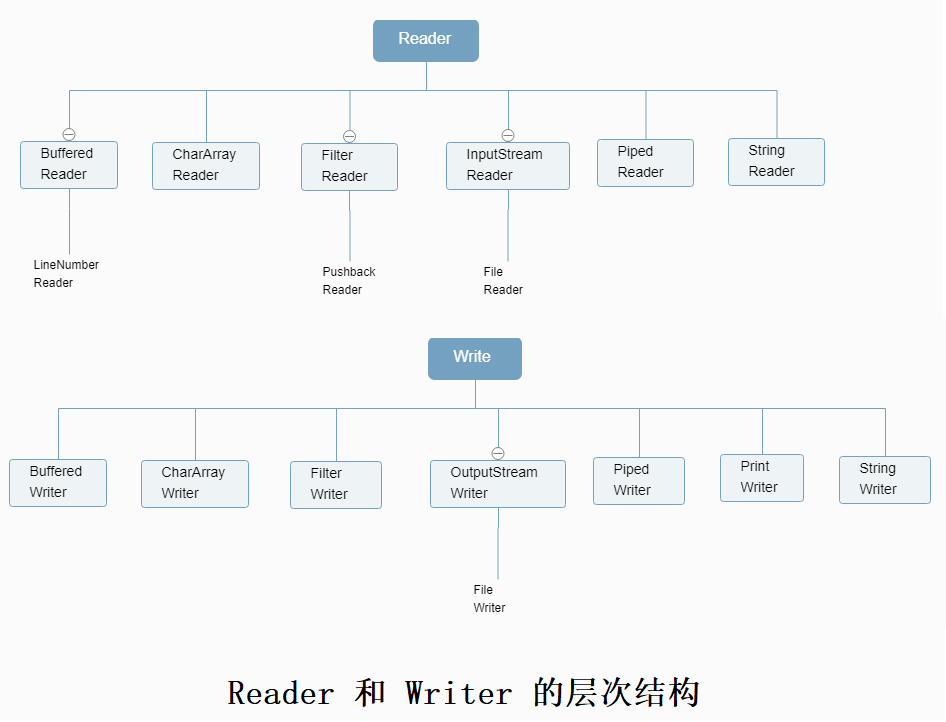 Reader
Buffered
Reader
CharArray
Reader
Filter
Reader
InputStream
Reader
Piped
Reader
String
Reader
LineNumber
Reader
Pushback
Reader
File
Reader
Write
Buffered
Writer
CharArray
Writer
Filter
Writer
OutputStream
Writer
Piped
Writer
Print
Writer
String
Writer
File
Writer
Reader 和 Writer 的层次结构